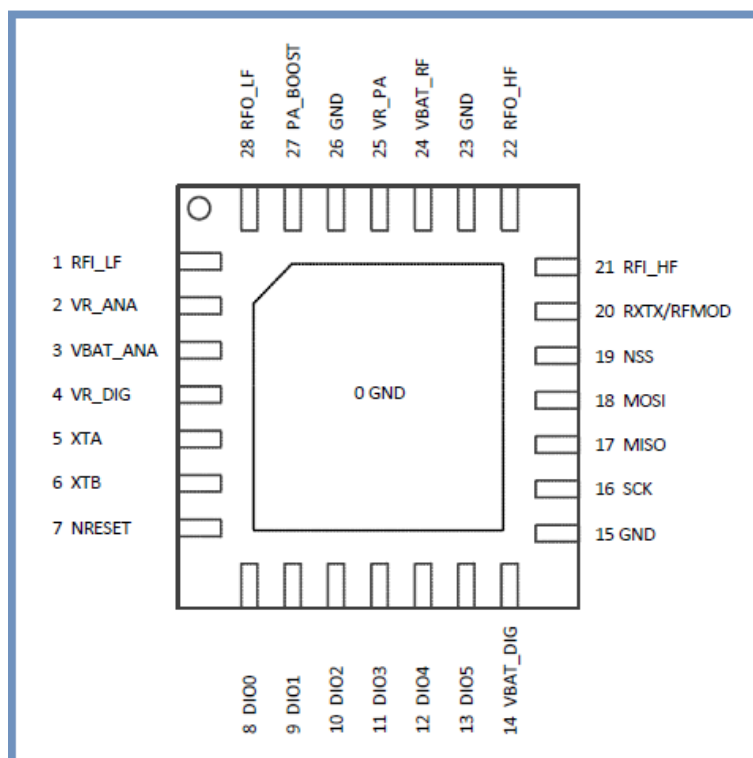 28 RFO_LF
27 PA_BOOST
26 GND
25 VR_PA
24 VBAT_RF
23 GND
22 RFO_HF
1 RFI_LF
2 VR_ANA
3 VBAT_ANA
4 VR_DIG
5 XTA
6 XTB
7 NRESET
0 GND
21 RFI_HF
20 RXTX/RFMOD
19 NSS
18 MOSI
17 MISO
16 SCK
15 GND
8 DIO0
9 DIO1
10 DIO2
11 DIO3
12 DIO4
13 DIO5
14 VBAT_DIG